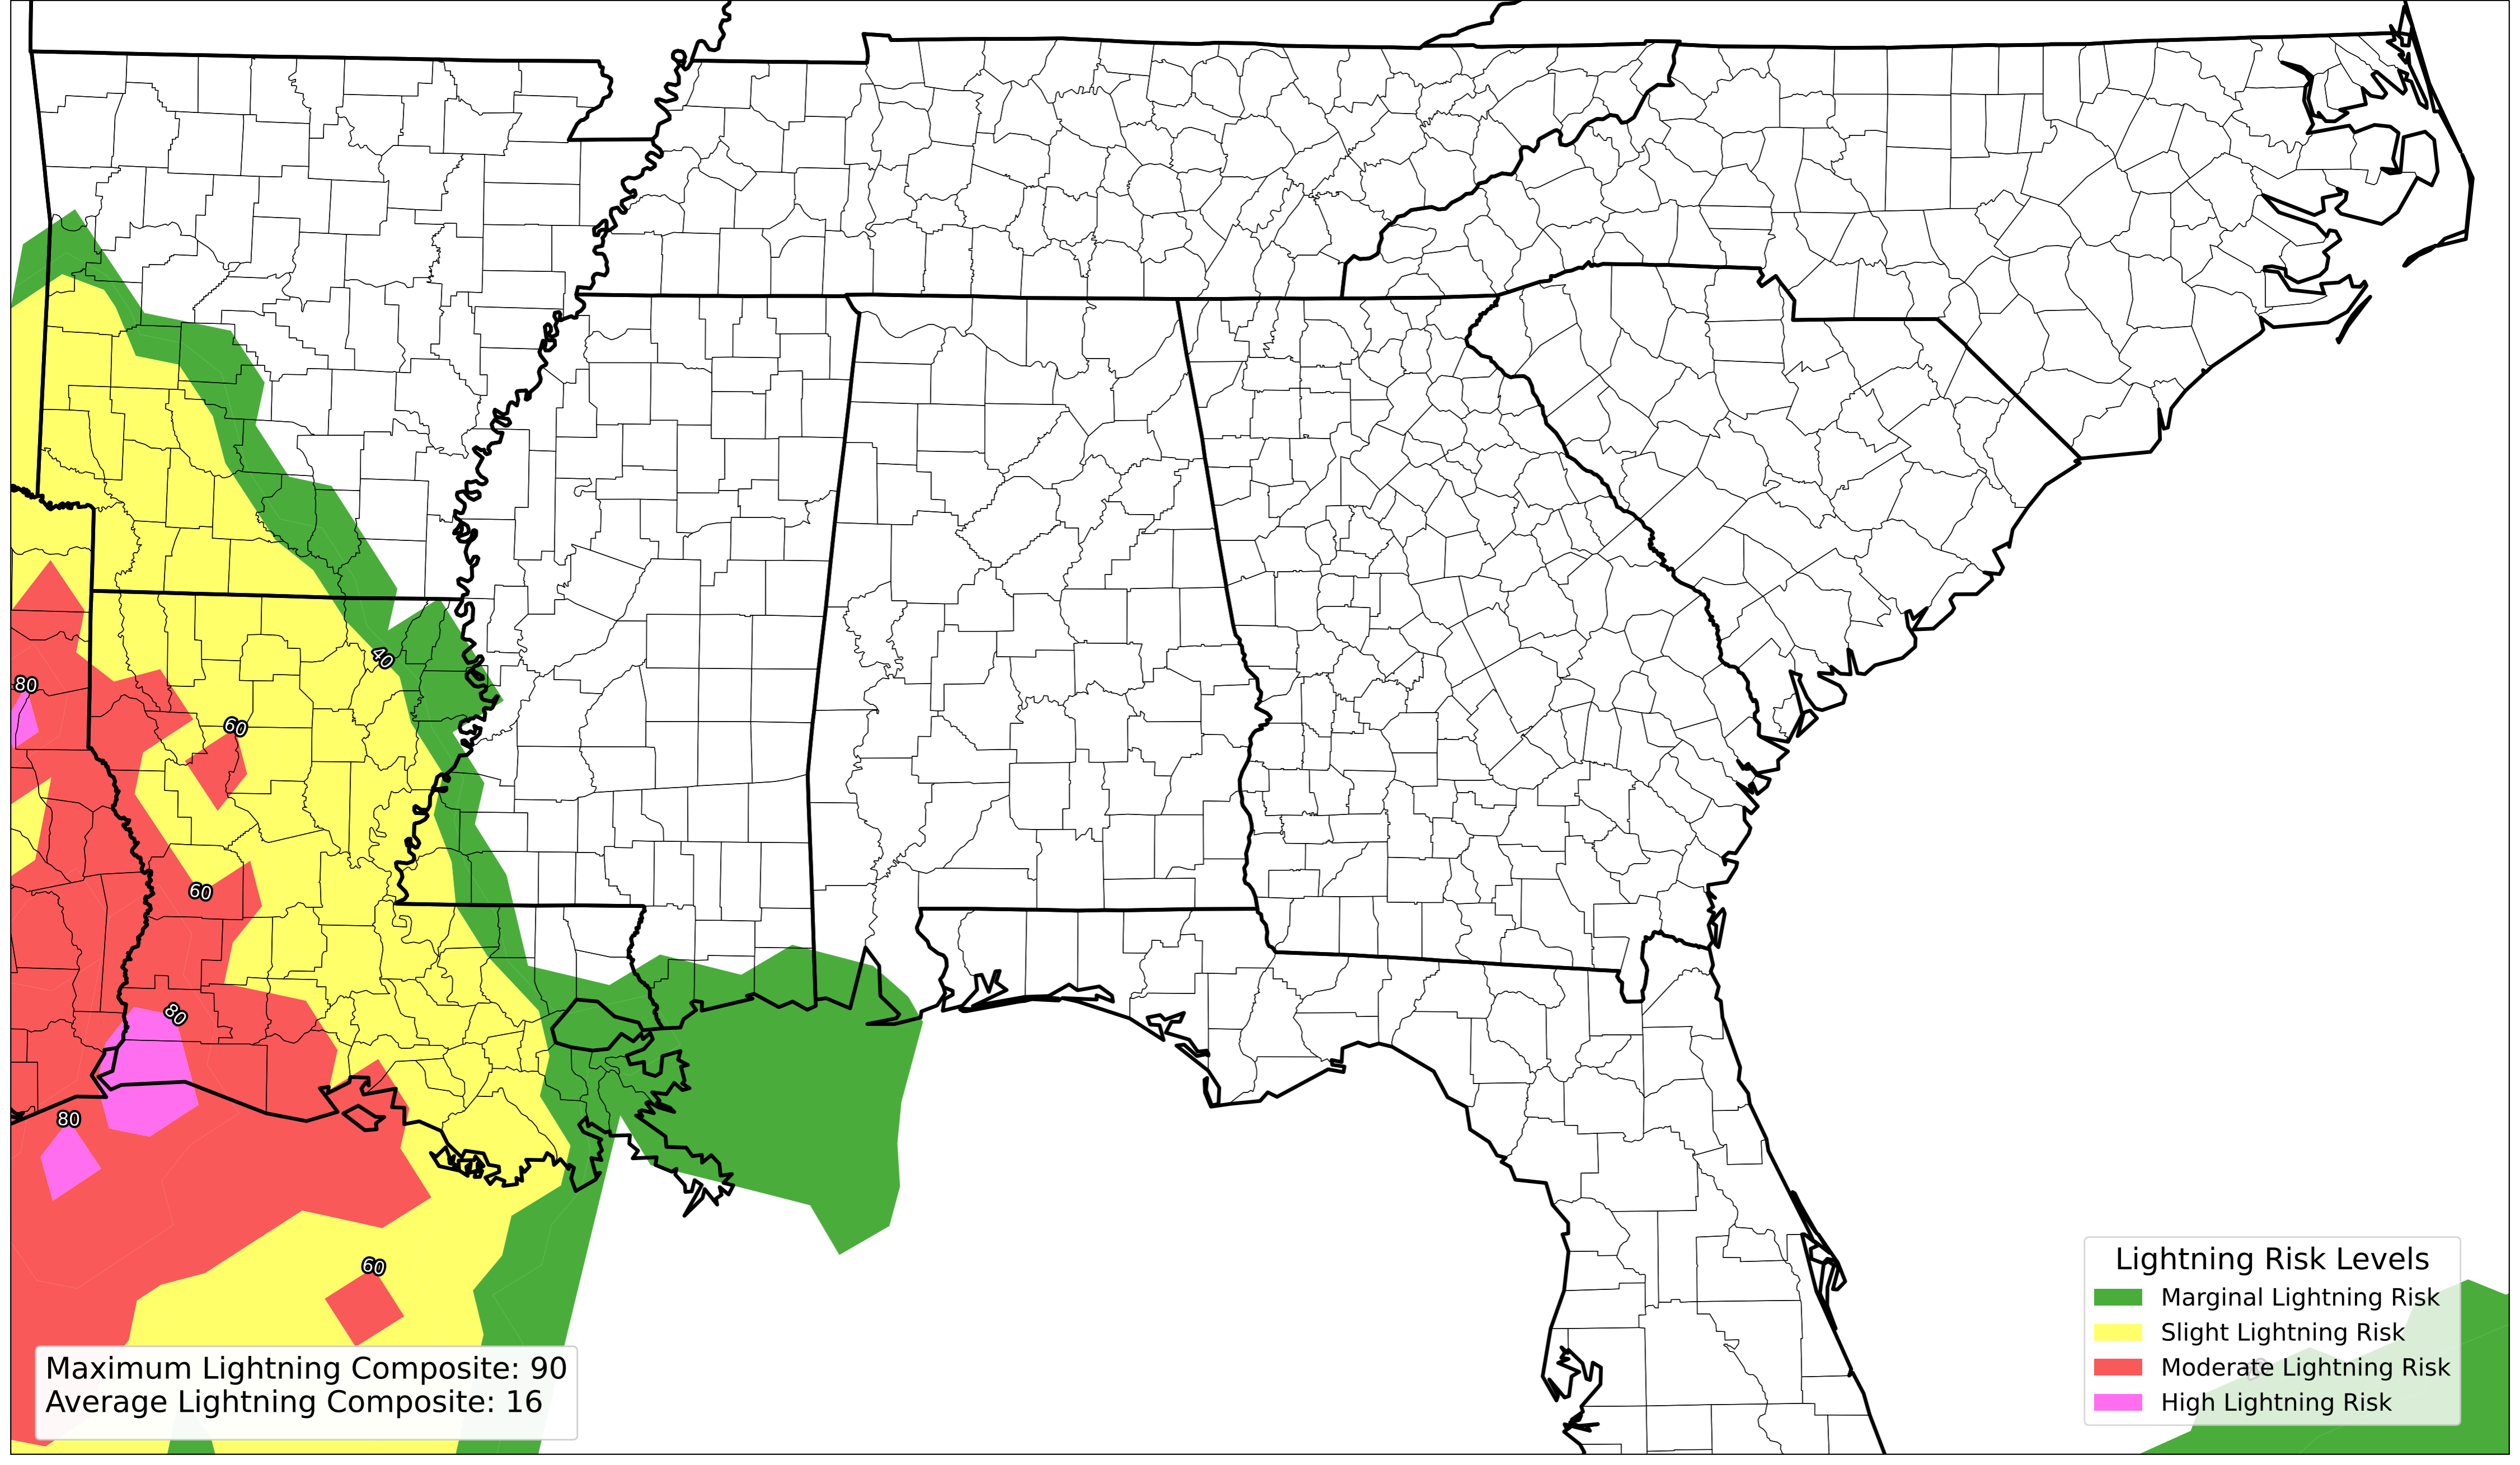 40
80
60
60
80
80
60
Maximum Lightning Composite: 90
Average Lightning Composite: 16
Lightning Risk Levels
Marginal Lightning Risk
Slight Lightning Risk
Moderate Lightning Risk
High Lightning Risk